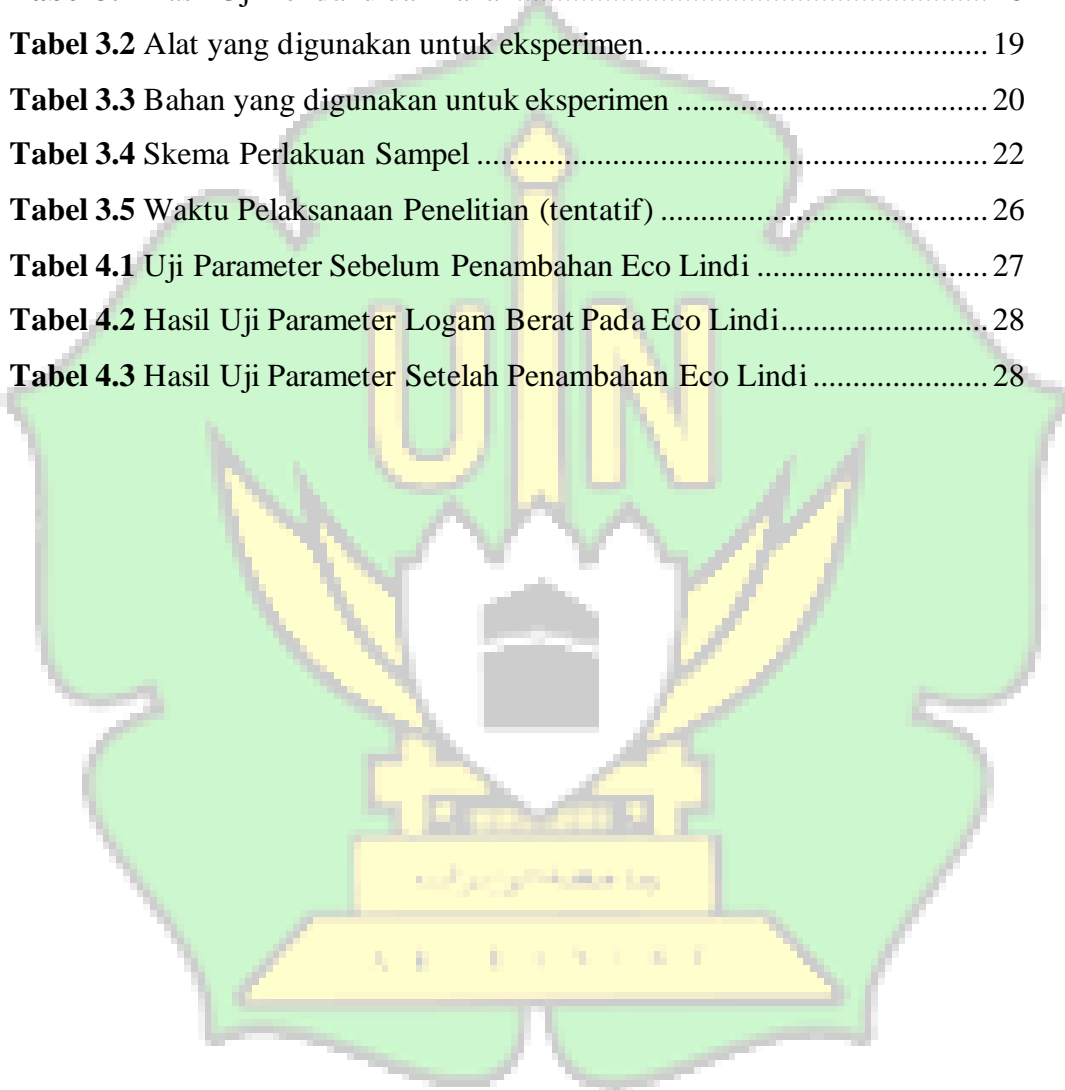 Tabel 3.2 Alat yang digunakan untuk eksperimen.......................................... 19
Tabel 3.3 Bahan yang digunakan untuk eksperimen ...................................... 20
Tabel 3.4 Skema Perlakuan Sampel ............................................................... 22
Tabel 3.5 Waktu Pelaksanaan Penelitian (tentatif) ........................................ 26
Tabel 4.1 Uji Parameter Sebelum Penambahan Eco Lindi ............................ 27
Tabel 4.2 Hasil Uji Parameter Logam Berat Pada Eco Lindi......................... 28
Tabel 4.3 Hasil Uji Parameter Setelah Penambahan Eco Lindi ..................... 28
UIN